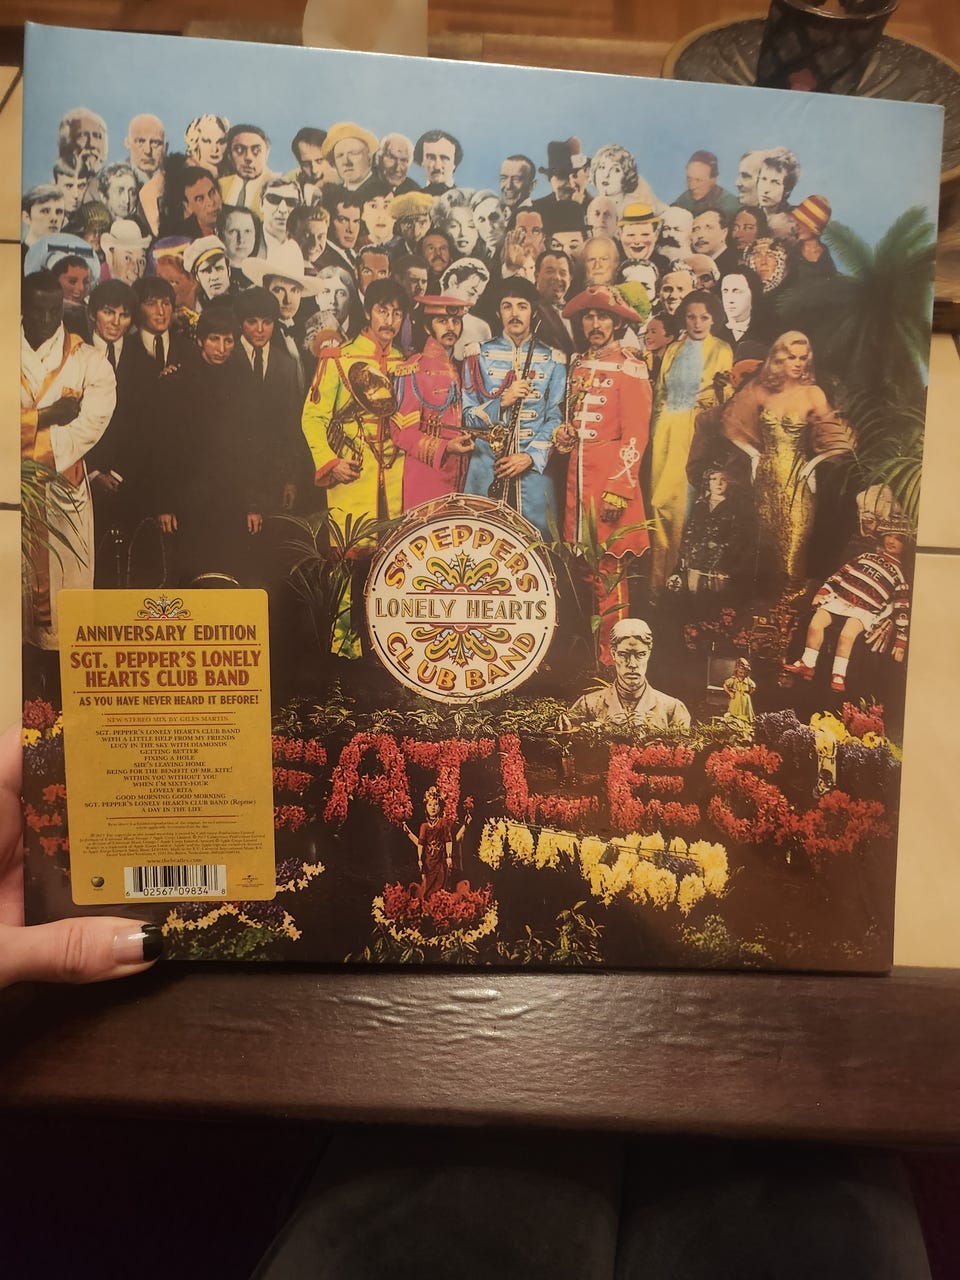 SGT PEPPERS
LONELY HEARTS
CLUB BAND
WELCOME
THE
EATLES
ANNIVERSARY EDITION
SGT. PEPPER'S LONELY
HEARTS CLUB BAND
AS YOU HAVE NEVER HEARD IT BEFORE!
NEW STEREO MIX BY GILES MARTIN
SGT. PEPPER'S LONELY HEARTS CLUB BAND
WITH A LITTLE HELP FROM MY FRIENDS
LUCY IN THE SKY WITH DIAMONDS
GETTING BETTER
FIXING A HOLE
SHE'S LEAVING HOME
BEING FOR THE BENEFIT OF MR. KITE!
WITHIN YOU WITHOUT YOU
WHEN I'M SIXTY-FOUR
LOVELY RITA
GOOD MORNING GOOD MORNING
SGT. PEPPER'S LONELY HEARTS CLUB BAND (Reprise)
A DAY IN THE LIFE
www.thebeatles.com
6 02567 09834 8